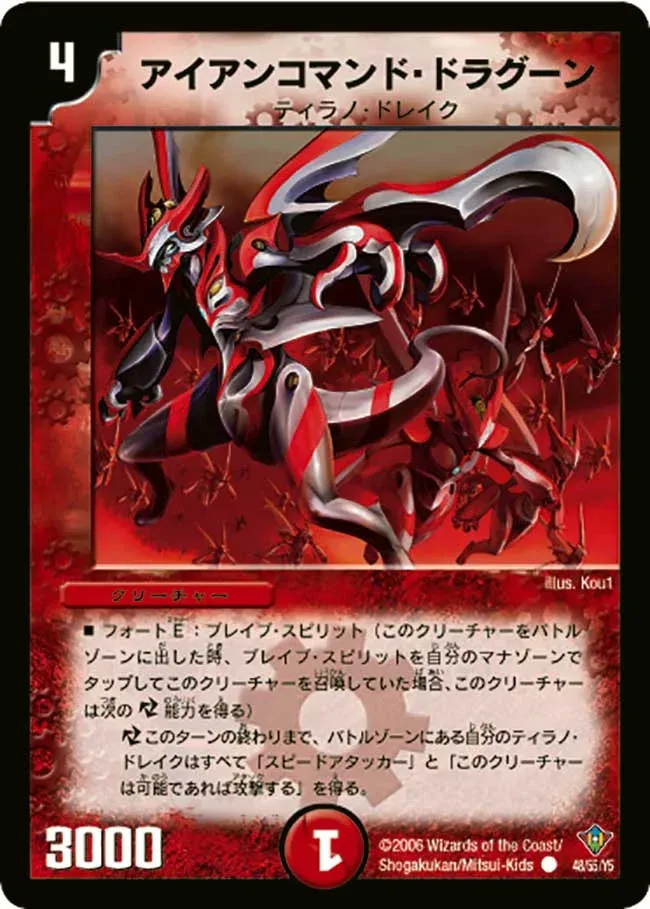 4
アイアンコマンド・ドラグーン
ティラノ・ドレイク
illus. Kou1
クリーチャー
■ フォートE：ブレイブ・スピリット（このクリーチャーをバトル
ゾーンに出した時、ブレイブ・スピリットを自分のマナゾーンで
タップしてこのクリーチャーを召喚していた場合、このクリーチャー
は次の 能力を得る）
このターンの終わりまで、バトルゾーンにある自分のティラノ・
ドレイクはすべて「スピードアタッカー」と「このクリーチャー
は可能であれば攻撃する」を得る。
3000
1
©2006 Wizards of the Coast/
Shogakukan/Mitsui-Kids
48/55/Y5